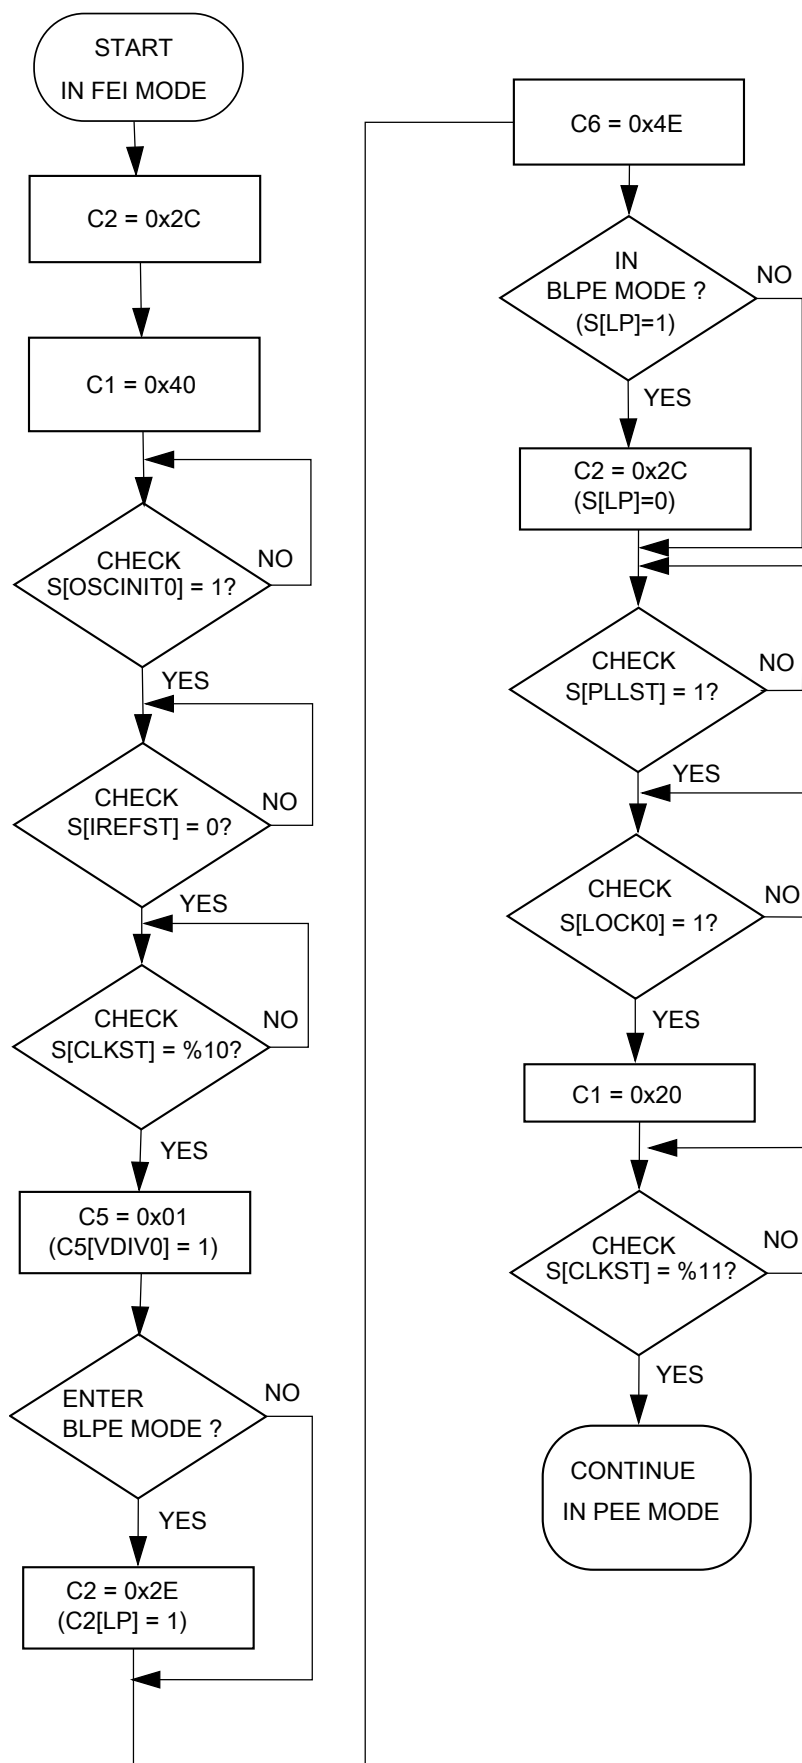 START
IN FEI MODE
C2 = 0x2C
C1 = 0x40
CHECK
S[OSCINIT0] = 1?
NO
YES
CHECK
S[IREFST] = 0?
NO
YES
CHECK
S[CLKST] = %10?
NO
YES
C5 = 0x01
(C5[VDIV0] = 1)
ENTER
BLPE MODE ?
NO
YES
C2 = 0x2E
(C2[LP] = 1)
C6 = 0x4E
IN
BLPE MODE ?
(S[LP]=1)
NO
YES
C2 = 0x2C
(S[LP]=0)
CHECK
S[PLLST] = 1?
NO
YES
CHECK
S[LOCK0] = 1?
NO
YES
C1 = 0x20
CHECK
S[CLKST] = %11?
NO
YES
CONTINUE
IN PEE MODE